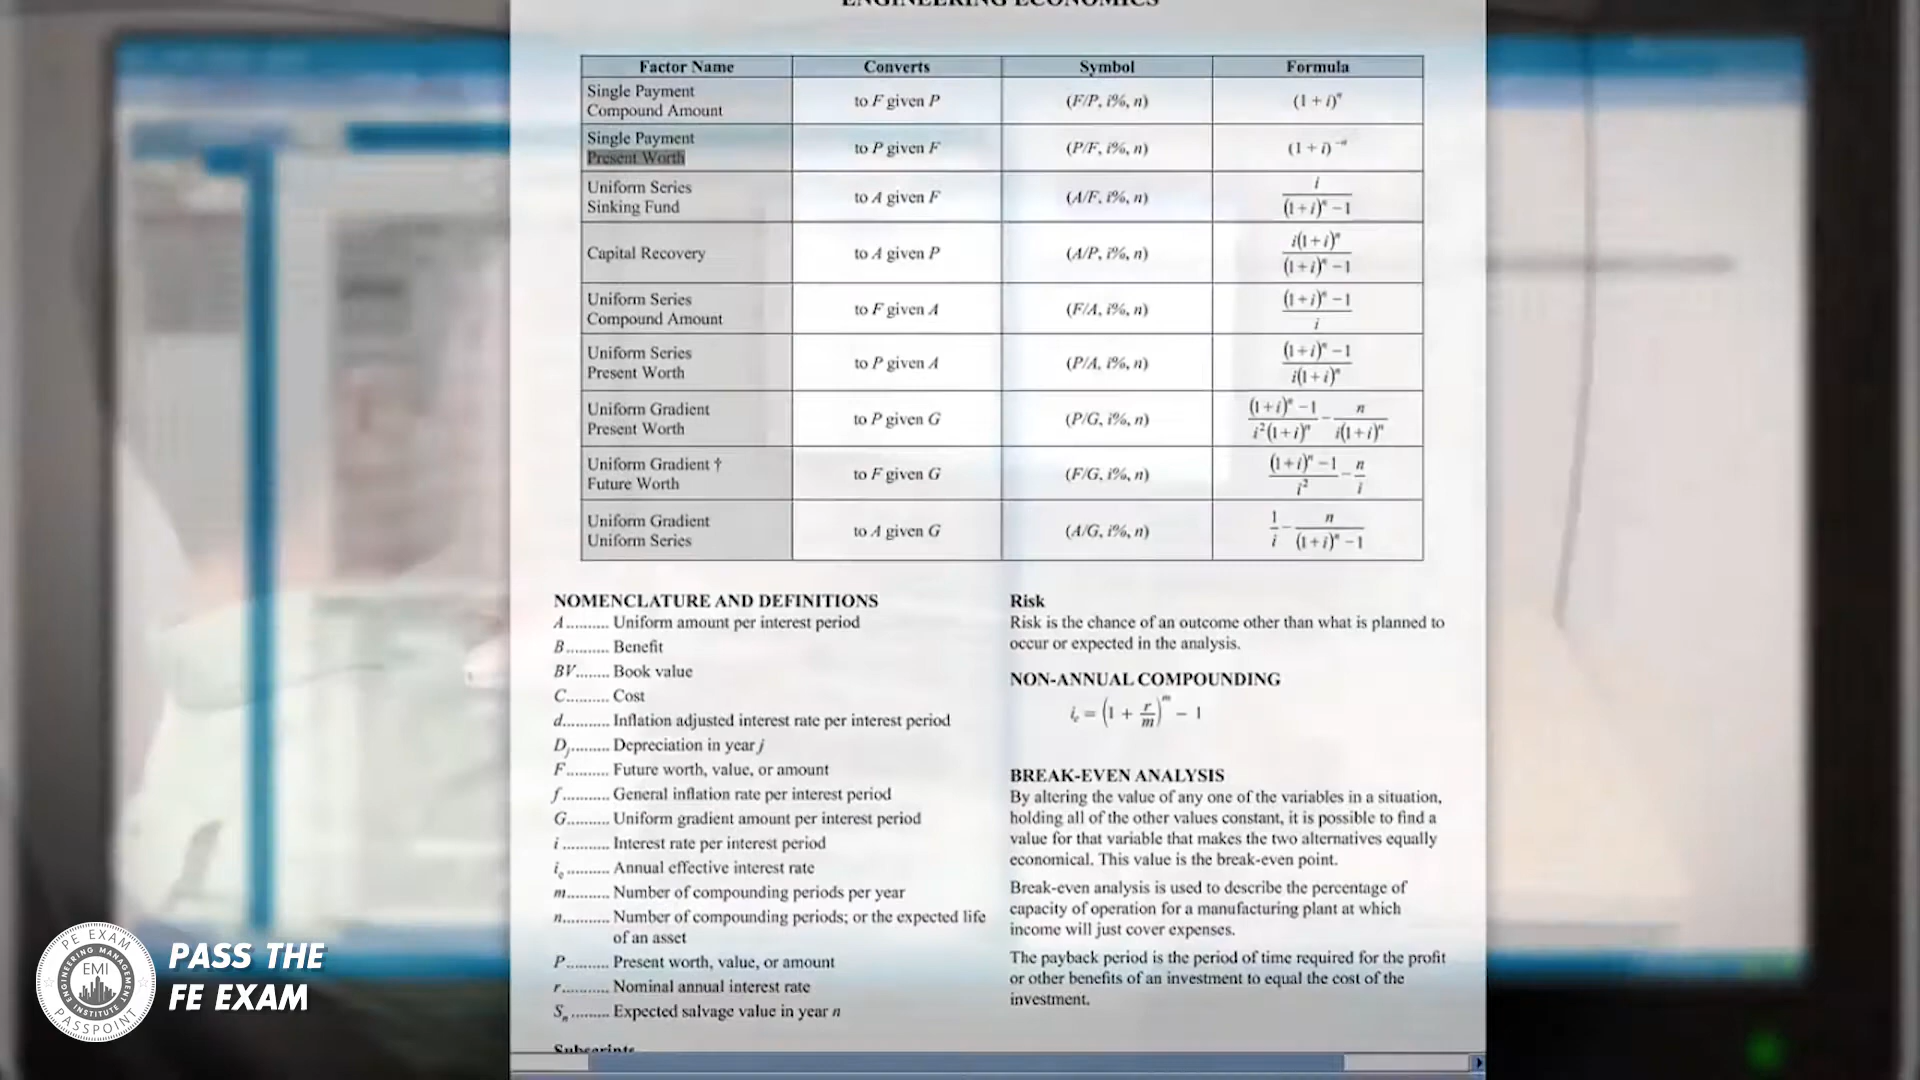 ENGINEERING ECONOMICS
Factor Name Converts Symbol Formula
Single Payment
Compound Amount
to F given P (F/P, i%, n) (1 + i)^n
Single Payment
Present Worth
to P given F (P/F, i%, n) (1 + i)^-n
Uniform Series
Sinking Fund
to A given F (A/F, i%, n) i / ((1+i)^n −1)
Capital Recovery to A given P (A/P, i%, n) i(1+i)^n / ((1+i)^n −1)
Uniform Series
Compound Amount
to F given A (F/A, i%, n) ((1+i)^n −1) / i
Uniform Series
Present Worth
to P given A (P/A, i%, n) ((1+i)^n −1) / (i(1+i)^n)
Uniform Gradient
Present Worth
to P given G (P/G, i%, n) ((1+i)^n −1) / (i²(1+i)^n) − n / (i(1+i)^n)
Uniform Gradient †
Future Worth
to F given G (F/G, i%, n) ((1+i)^n −1) / i² − n / i
Uniform Gradient
Uniform Series
to A given G (A/G, i%, n) 1/i − n / ((1+i)^n −1)
NOMENCLATURE AND DEFINITIONS
A.......... Uniform amount per interest period
B.......... Benefit
BV........ Book value
C.......... Cost
d........... Inflation adjusted interest rate per interest period
Dj......... Depreciation in year j
F.......... Future worth, value, or amount
f........... General inflation rate per interest period
G.......... Uniform gradient amount per interest period
i ........... Interest rate per interest period
ie .......... Annual effective interest rate
m.......... Number of compounding periods per year
n........... Number of compounding periods; or the expected life
of an asset
P.......... Present worth, value, or amount
r........... Nominal annual interest rate
Sn ......... Expected salvage value in year n
Subscripts
Risk
Risk is the chance of an outcome other than what is planned to
occur or expected in the analysis.
NON-ANNUAL COMPOUNDING
ie = (1 + r/m)^m − 1
BREAK-EVEN ANALYSIS
By altering the value of any one of the variables in a situation,
holding all of the other values constant, it is possible to find a
value for that variable that makes the two alternatives equally
economical. This value is the break-even point.
Break-even analysis is used to describe the percentage of
capacity of operation for a manufacturing plant at which
income will just cover expenses.
The payback period is the period of time required for the profit
or other benefits of an investment to equal the cost of the
investment.
PE EXAM
ENGINEERING MANAGEMENT
EMI
INSTITUTE
PASSPOINT
PASS THE
FE EXAM